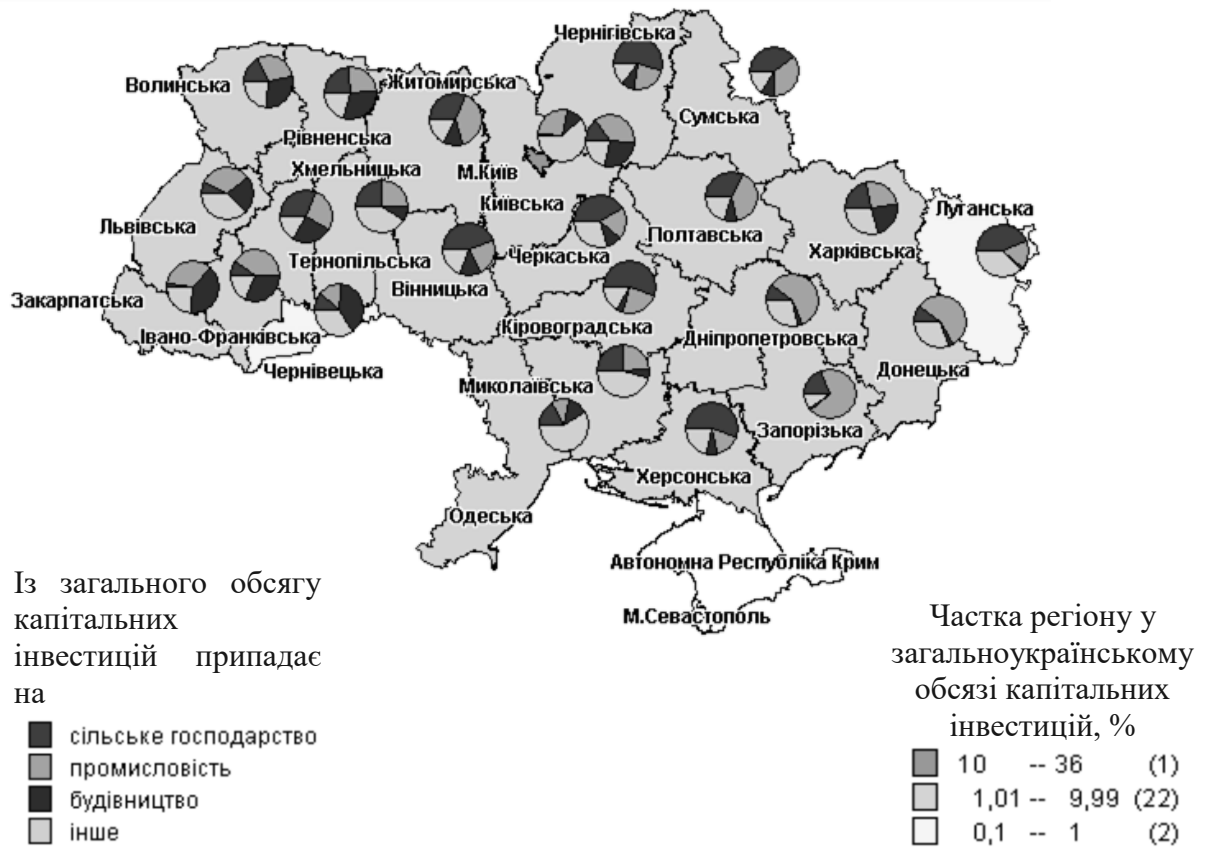 Чернігівська
Волинська
Житомирська
Сумська
Рівненська
Хмельницька
М.Київ
Київська
Луганська
Львівська
Полтавська
Харківська
Тернопільська
Черкаська
Вінницька
Закарпатська
Івано-Франківська
Кіровоградська
Дніпропетровська
Чернівецька
Донецька
Миколаївська
Запорізька
Херсонська
Одеська
Автономна Республіка Крим
М.Севастополь
Із загального обсягу
капітальних
інвестицій припадає
на
сільське господарство
промисловість
будівництво
інше
Частка регіону у
загальноукраїнському
обсязі капітальних
інвестицій, %
10 -- 36 (1)
1,01 -- 9,99 (22)
0,1 -- 1 (2)